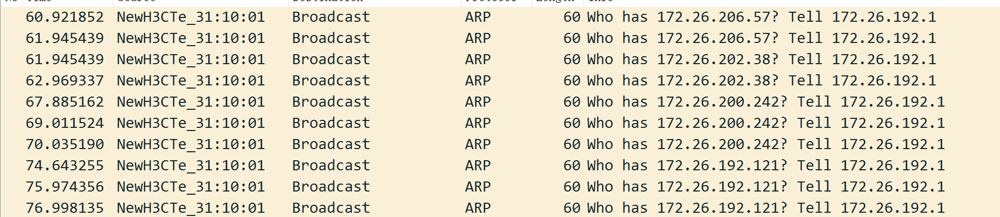 No Time Source Destination Protocol Length Info
60.921852 NewH3CTe_31:10:01 Broadcast ARP 60 Who has 172.26.206.57? Tell 172.26.192.1
61.945439 NewH3CTe_31:10:01 Broadcast ARP 60 Who has 172.26.206.57? Tell 172.26.192.1
61.945439 NewH3CTe_31:10:01 Broadcast ARP 60 Who has 172.26.202.38? Tell 172.26.192.1
62.969337 NewH3CTe_31:10:01 Broadcast ARP 60 Who has 172.26.202.38? Tell 172.26.192.1
67.885162 NewH3CTe_31:10:01 Broadcast ARP 60 Who has 172.26.200.242? Tell 172.26.192.1
69.011524 NewH3CTe_31:10:01 Broadcast ARP 60 Who has 172.26.200.242? Tell 172.26.192.1
70.035190 NewH3CTe_31:10:01 Broadcast ARP 60 Who has 172.26.200.242? Tell 172.26.192.1
74.643255 NewH3CTe_31:10:01 Broadcast ARP 60 Who has 172.26.192.121? Tell 172.26.192.1
75.974356 NewH3CTe_31:10:01 Broadcast ARP 60 Who has 172.26.192.121? Tell 172.26.192.1
76.998135 NewH3CTe_31:10:01 Broadcast ARP 60 Who has 172.26.192.121? Tell 172.26.192.1